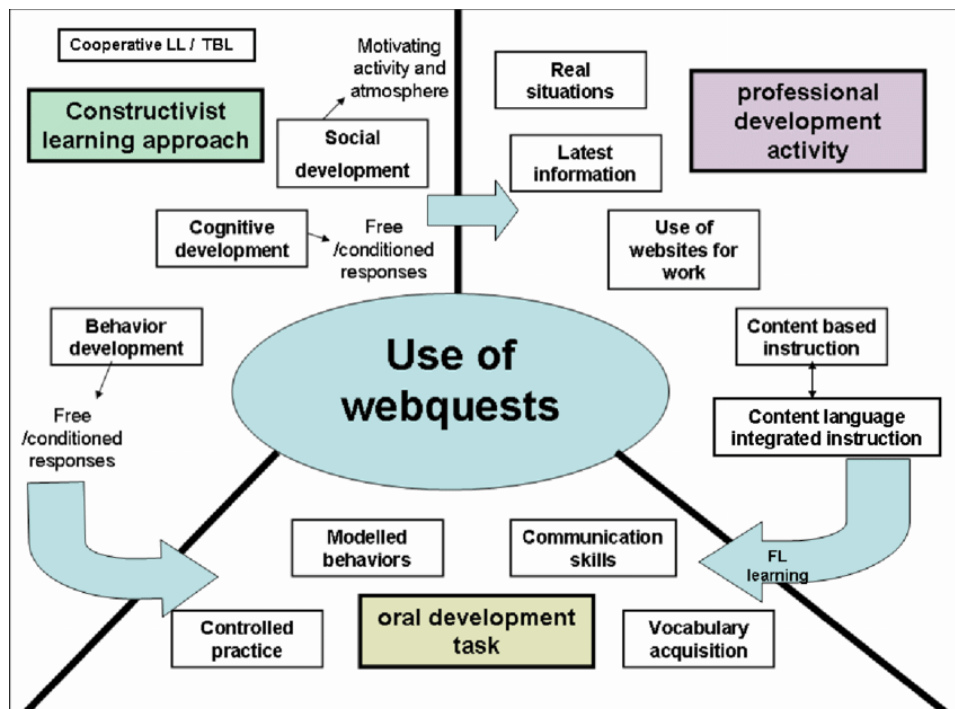 Cooperative LL / TBL
Constructivist
learning approach
Motivating
activity and
atmosphere
Social
development
Cognitive
development
Free
/conditioned
responses
Behavior
development
Free
/conditioned
responses
Real
situations
professional
development
activity
Latest
information
Use of
websites for
work
Content based
instruction
Content language
integrated instruction
Use of
webquests
Modelled
behaviors
Communication
skills
FL
learning
Controlled
practice
oral development
task
Vocabulary
acquisition